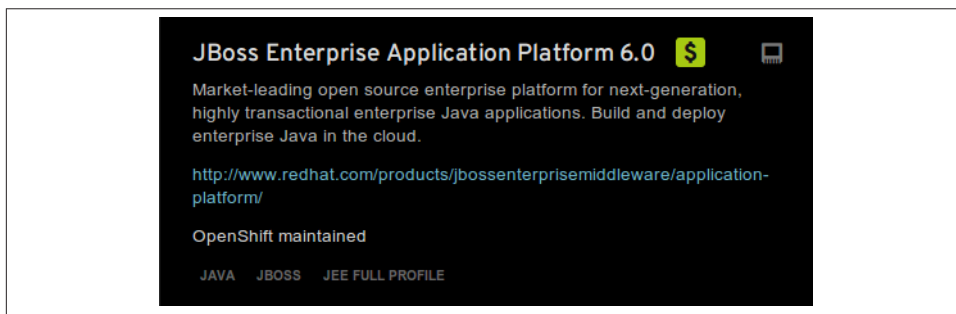 JBoss Enterprise Application Platform 6.0 $
Market-leading open source enterprise platform for next-generation,
highly transactional enterprise Java applications. Build and deploy
enterprise Java in the cloud.
http://www.redhat.com/products/jbossenterprisemiddleware/application-
platform/
OpenShift maintained
JAVA JBOSS JEE FULL PROFILE